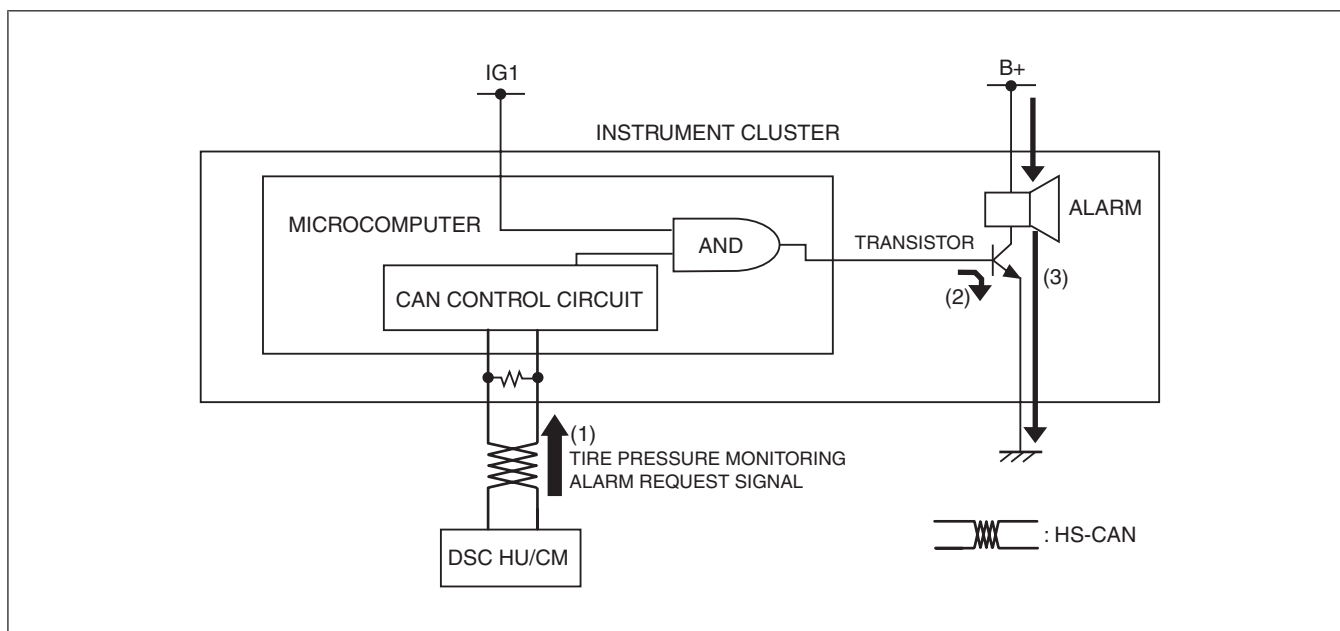 IG1
B+
INSTRUMENT CLUSTER
MICROCOMPUTER
AND
TRANSISTOR
ALARM
CAN CONTROL CIRCUIT
(2)
(3)
(1)
TIRE PRESSURE MONITORING
ALARM REQUEST SIGNAL
DSC HU/CM
: HS-CAN